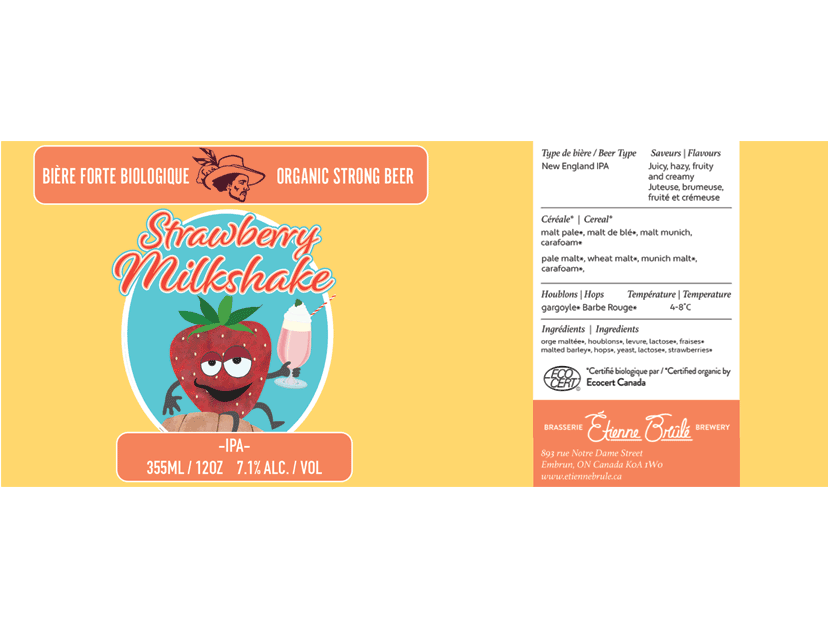 BIÈRE FORTE BIOLOGIQUE ORGANIC STRONG BEER
Strawberry
Milkshake
-IPA-
355ML / 12OZ 7.1% ALC. / VOL
Type de bière / Beer Type Saveurs | Flavours
New England IPA Juicy, hazy, fruity
and creamy
Juteuse, brumeuse,
fruité et crémeuse
Céréale* | Cereal*
malt pale*, malt de blé*, malt munich,
carafoam*
pale malt*, wheat malt*, munich malt*,
carafoam*,
Houblons | Hops Température | Temperature
gargoyle* Barbe Rouge* 4-8°C
Ingrédients | Ingredients
orge maltée*, houblons*, levure, lactose*, fraises*
malted barley*, hops*, yeast, lactose*, strawberries*
ECO
CERT
©
*Certifié biologique par / *Certified organic by
Ecocert Canada
BRASSERIE Étienne Brûlé BREWERY
893 rue Notre Dame Street
Embrun, ON Canada K0A 1W0
www.etiennebrule.ca